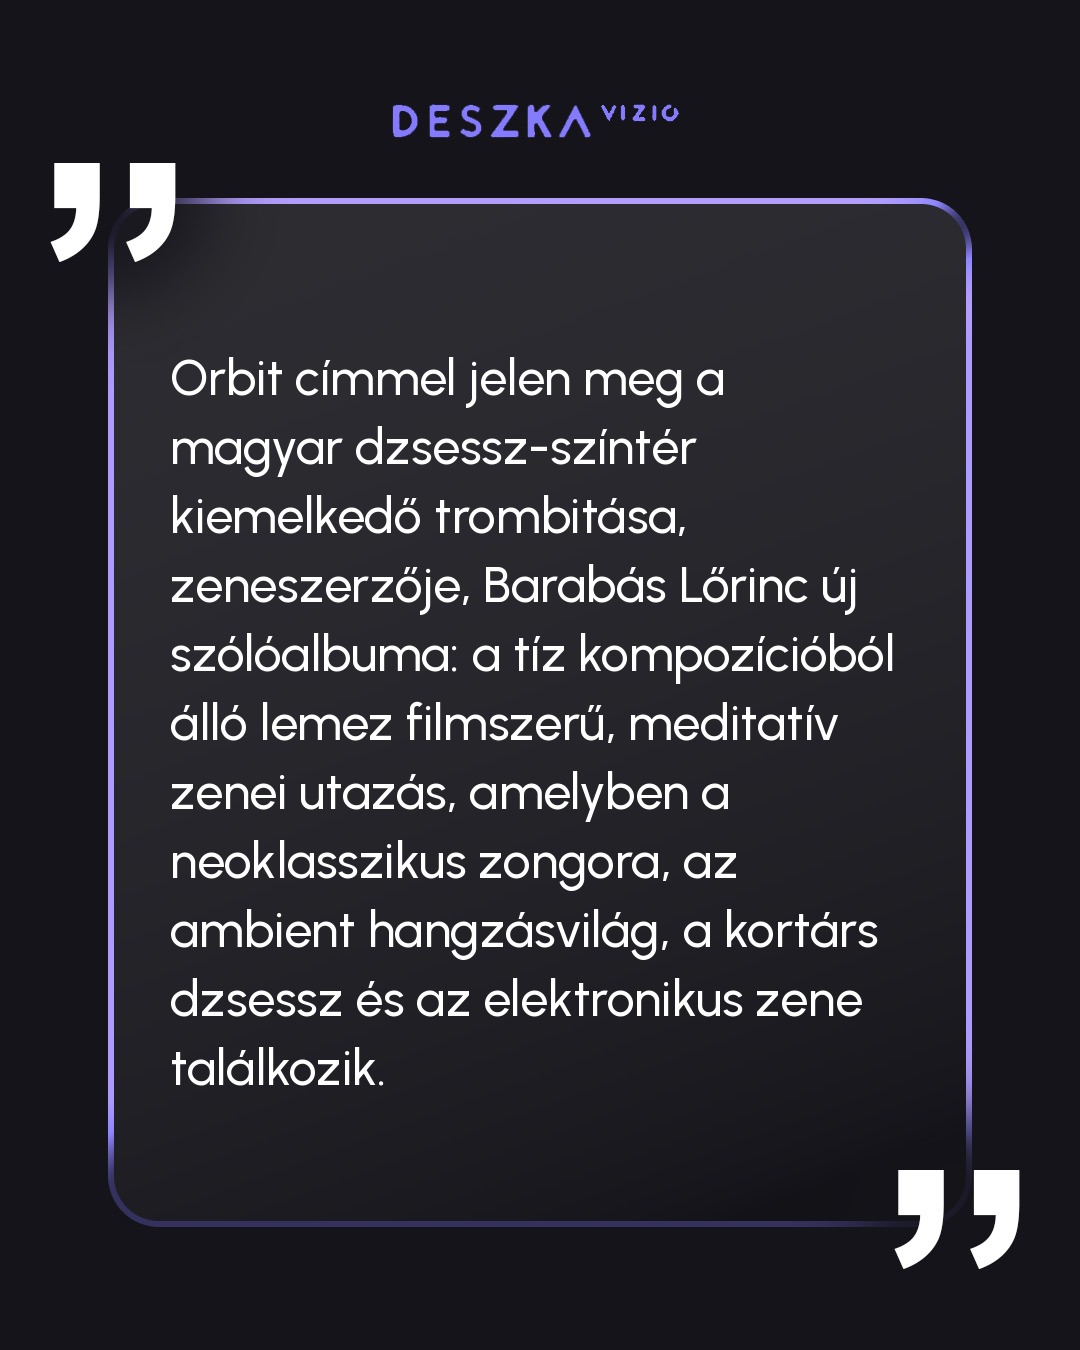 DESZKA VIZIO
Orbit címmel jelen meg a
magyar dzsessz-színtér
kiemelkedő trombitása,
zeneszerzője, Barabás Lőrinc új
szólóalbuma: a tíz kompozícióból
álló lemez filmszerű, meditatív
zenei utazás, amelyben a
neoklasszikus zongora, az
ambient hangzásvilág, a kortárs
dzsessz és az elektronikus zene
találkozik.